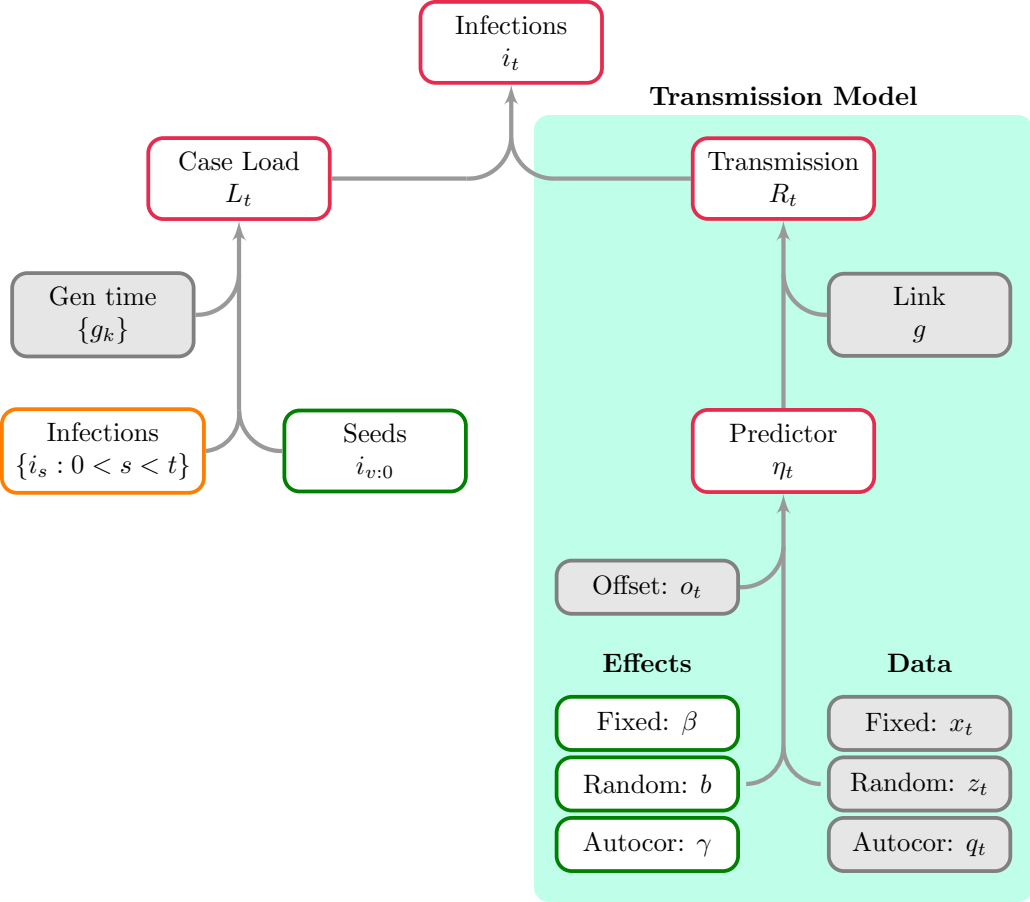 Infections
i_t
Transmission Model
Case Load
L_t
Transmission
R_t
Gen time
{g_k}
Link
g
Infections
{i_s : 0 < s < t}
Seeds
i_{v:0}
Predictor
η_t
Offset: o_t
Effects
Data
Fixed: β
Fixed: x_t
Random: b
Random: z_t
Autocor: γ
Autocor: q_t